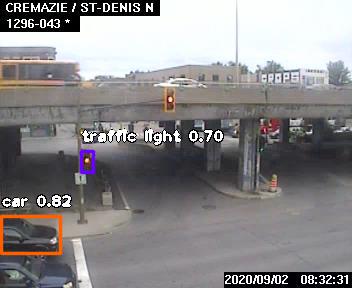 CREMAZIE / ST-DENIS N
1296-043 *
traffic light 0.70
car 0.82
2020/09/02 08:32:31